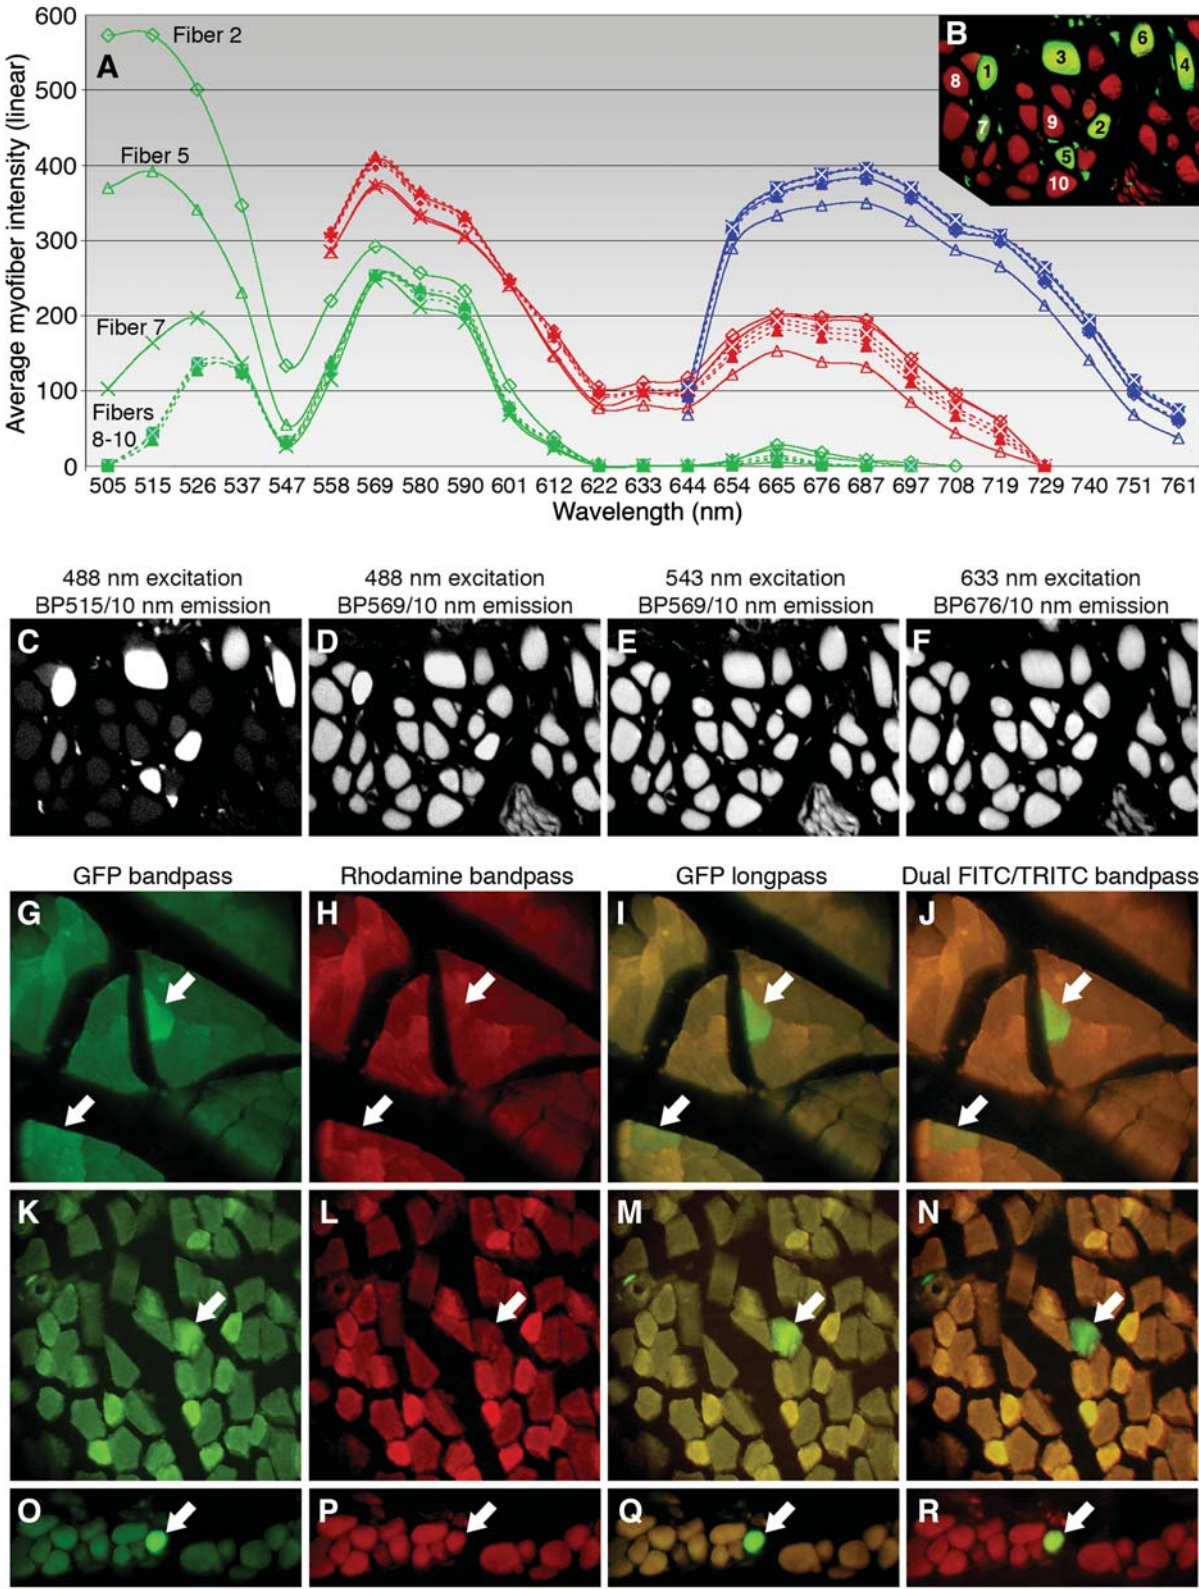 600
500
400
300
200
100
0
Average myofiber intensity (linear)
A
Fiber 2
Fiber 5
Fiber 7
Fibers
8-10
B
1
2
3
4
5
6
7
8
9
10
505 515 526 537 547 558 569 580 590 601 612 622 633 644 654 665 676 687 697 708 719 729 740 751 761
Wavelength (nm)
488 nm excitation
BP515/10 nm emission
488 nm excitation
BP569/10 nm emission
543 nm excitation
BP569/10 nm emission
633 nm excitation
BP676/10 nm emission
C
D
E
F
GFP bandpass
Rhodamine bandpass
GFP longpass
Dual FITC/TRITC bandpass
G
H
I
J
K
L
M
N
O
P
Q
R